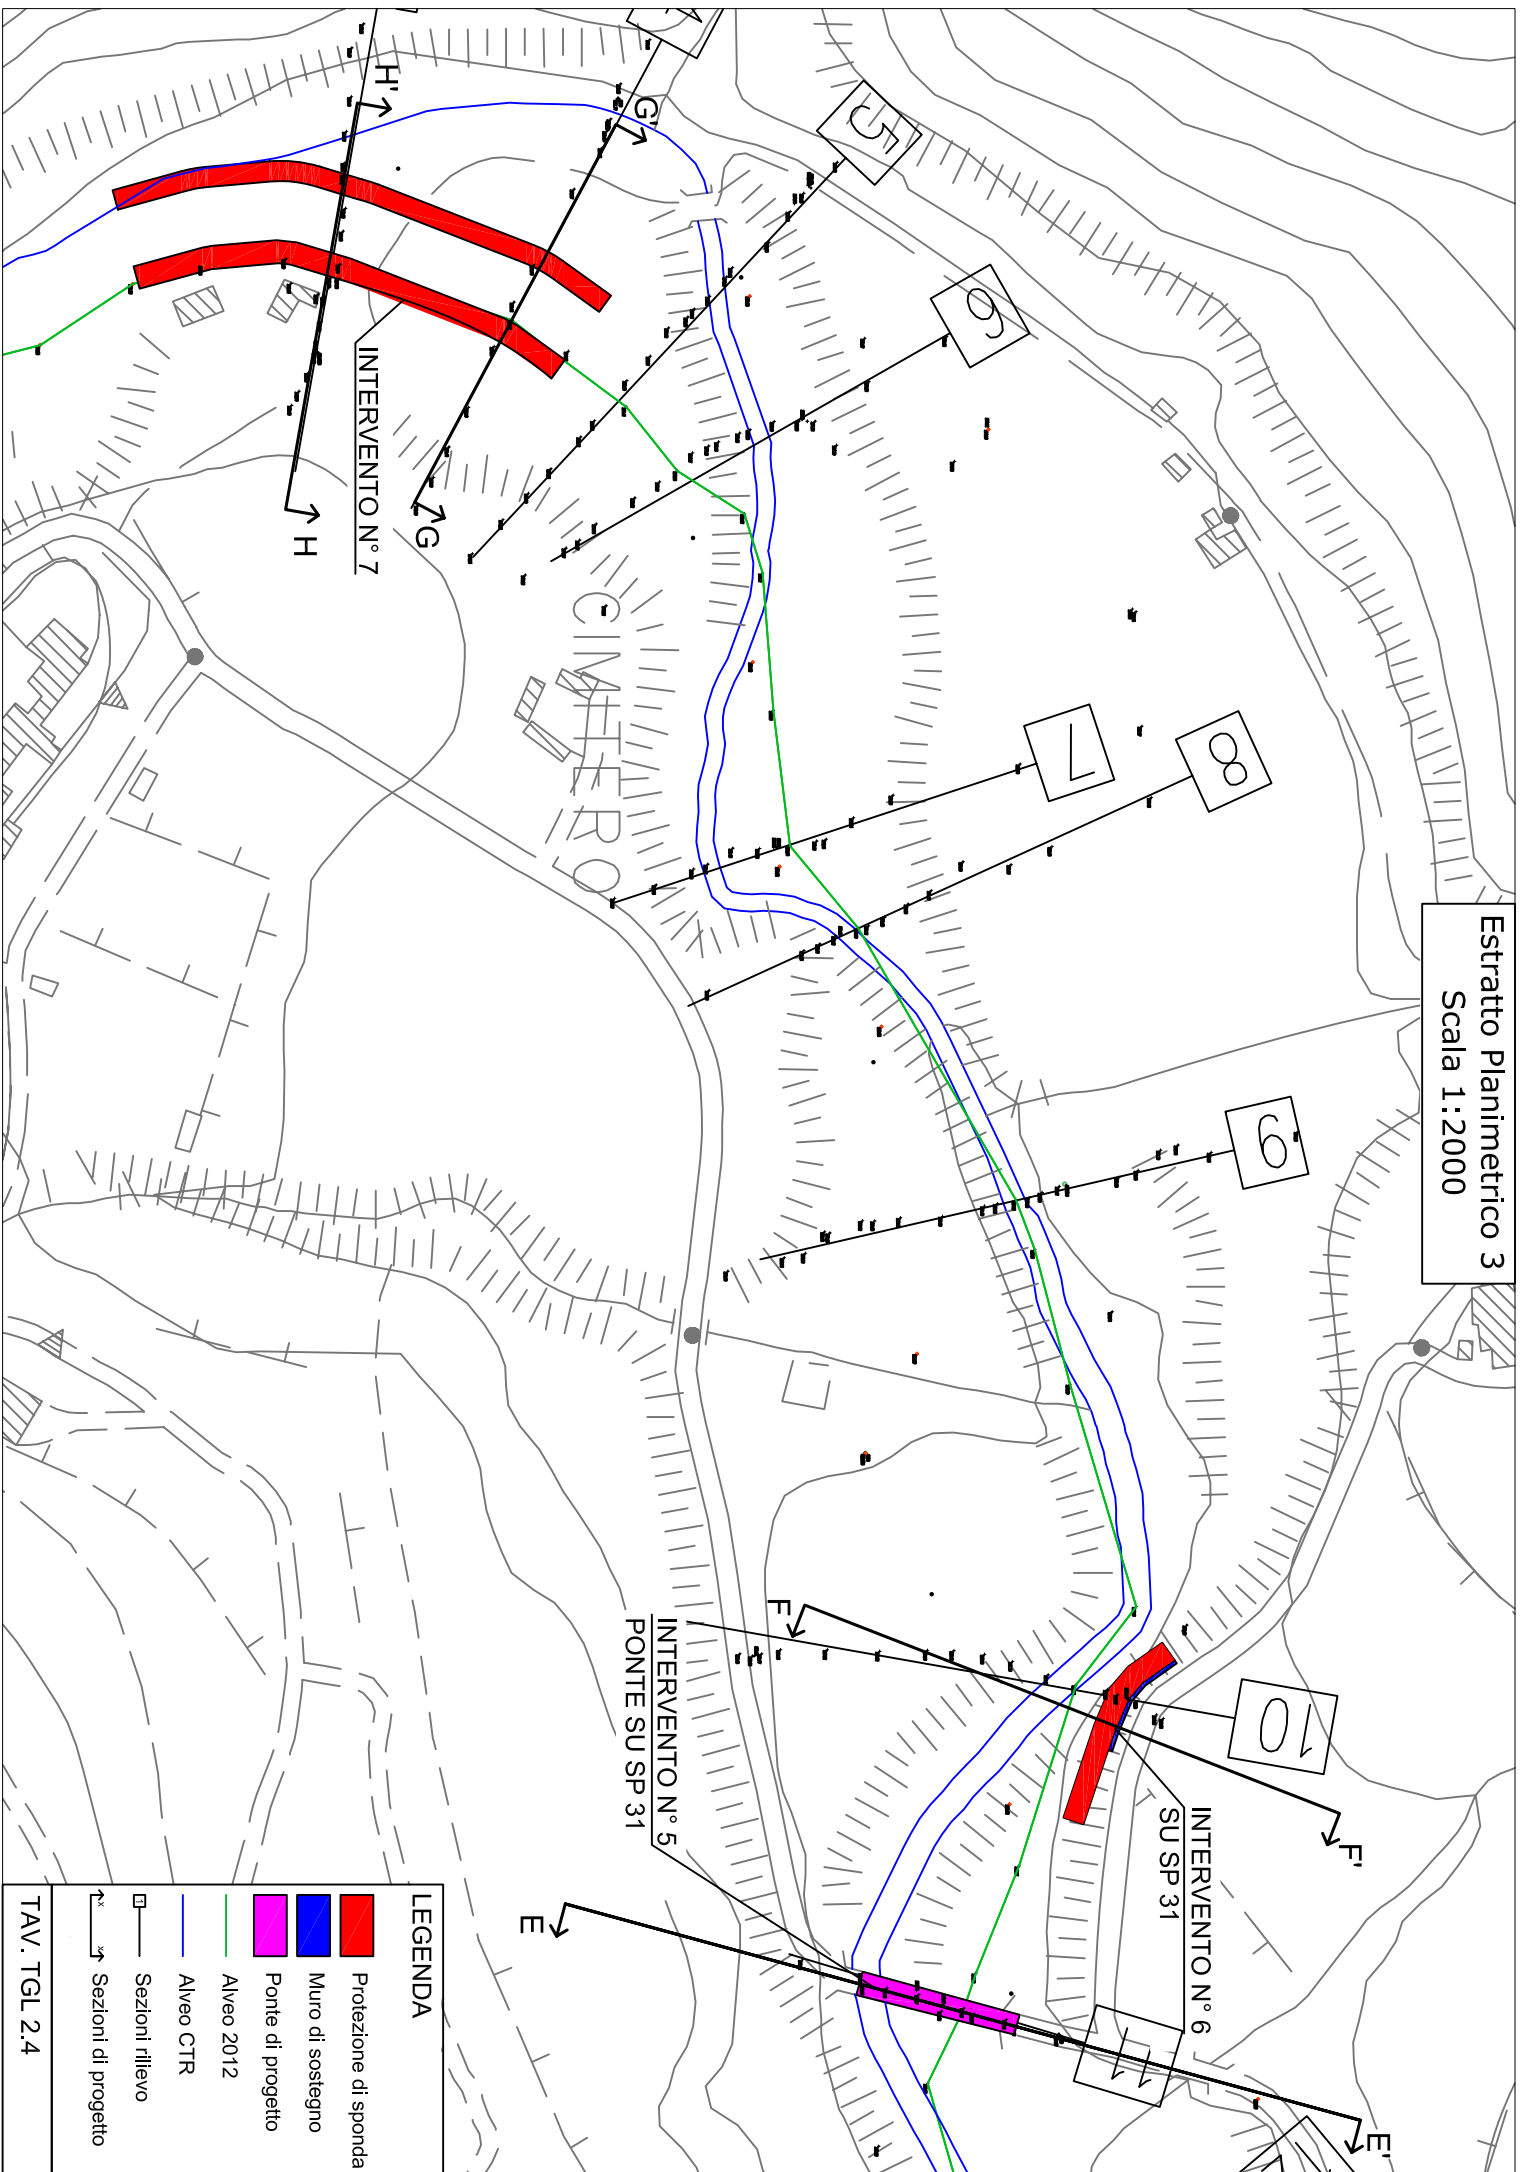 Estratto Planimetrico 3
Scala 1:2000
5
6
7
8
9
10
11
H'
G'
H
G
INTERVENTO N° 7
CIMITERO
F
F'
E
E'
INTERVENTO N° 5
PONTE SU SP 31
INTERVENTO N° 6
SU SP 31
LEGENDA
Protezione di sponda
Muro di sostegno
Ponte di progetto
Alveo 2012
Alveo CTR
Sezioni rilievo
Sezioni di progetto
TAV. TGL 2.4